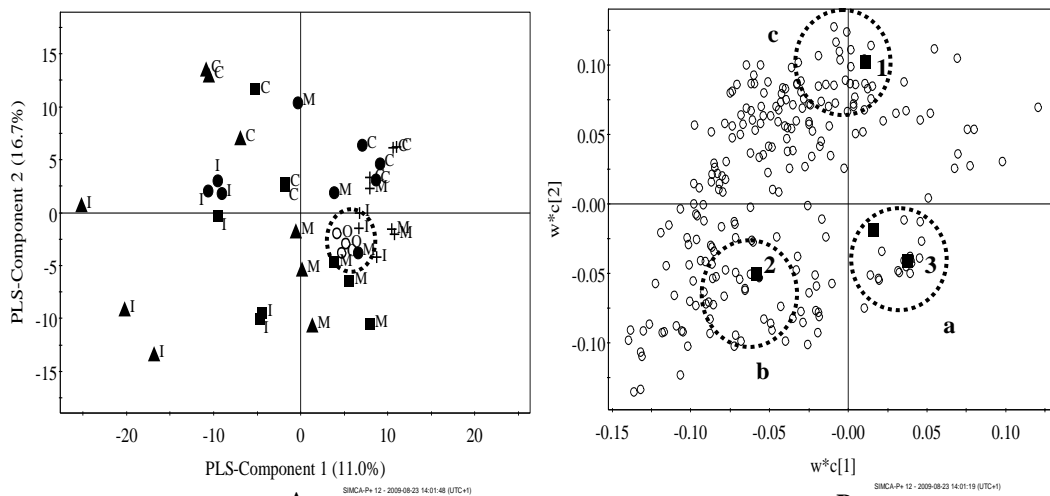 PLS-Component 2 (16.7%)
15
10
5
0
-5
-10
-15
C
C
C
M
C
C
C
C
C
C
C
C
M
M
I
I
I
I
I
I
M
O
O
O
M
I
I
I
M
M
M
M
M
M
M
I
I
I
I
-20
-10
0
10
20
PLS-Component 1 (11.0%)
SIMCA-P+ 12 - 2009-08-23 14:01:48 (UTC+1)
w*c[2]
0.10
0.05
-0.00
-0.05
-0.10
c
1
2
3
a
b
-0.15
-0.10
-0.05
-0.00
0.05
0.10
w*c[1]
SIMCA-P+ 12 - 2009-08-23 14:01:19 (UTC+1)